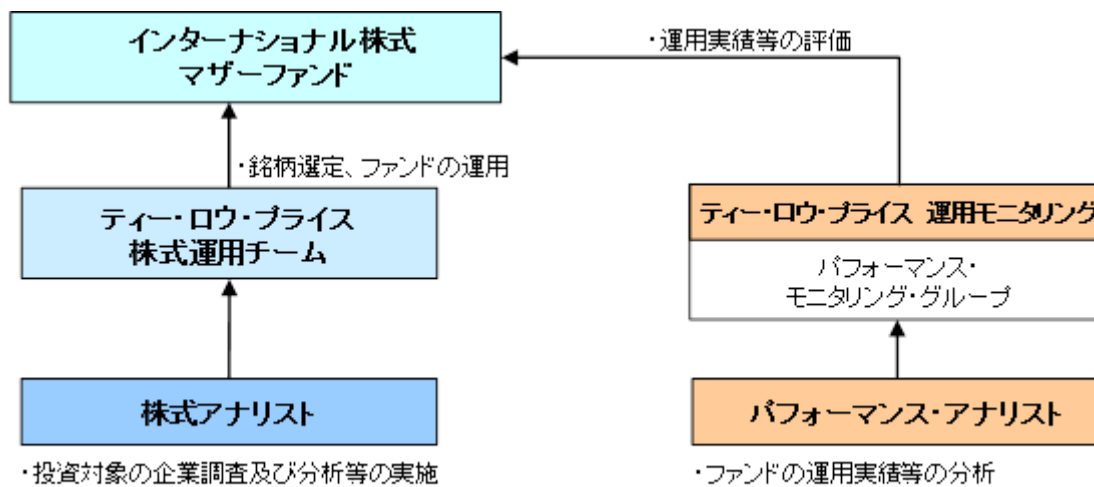 インターナショナル株式
マザーファンド
・運用実績等の評価
・銘柄選定、ファンドの運用
ティー・ロウ・プライス
株式運用チーム
ティー・ロウ・プライス 運用モニタリング
パフォーマンス・
モニタリング・グループ
株式アナリスト
パフォーマンス・アナリスト
・投資対象の企業調査及び分析等の実施
・ファンドの運用実績等の分析